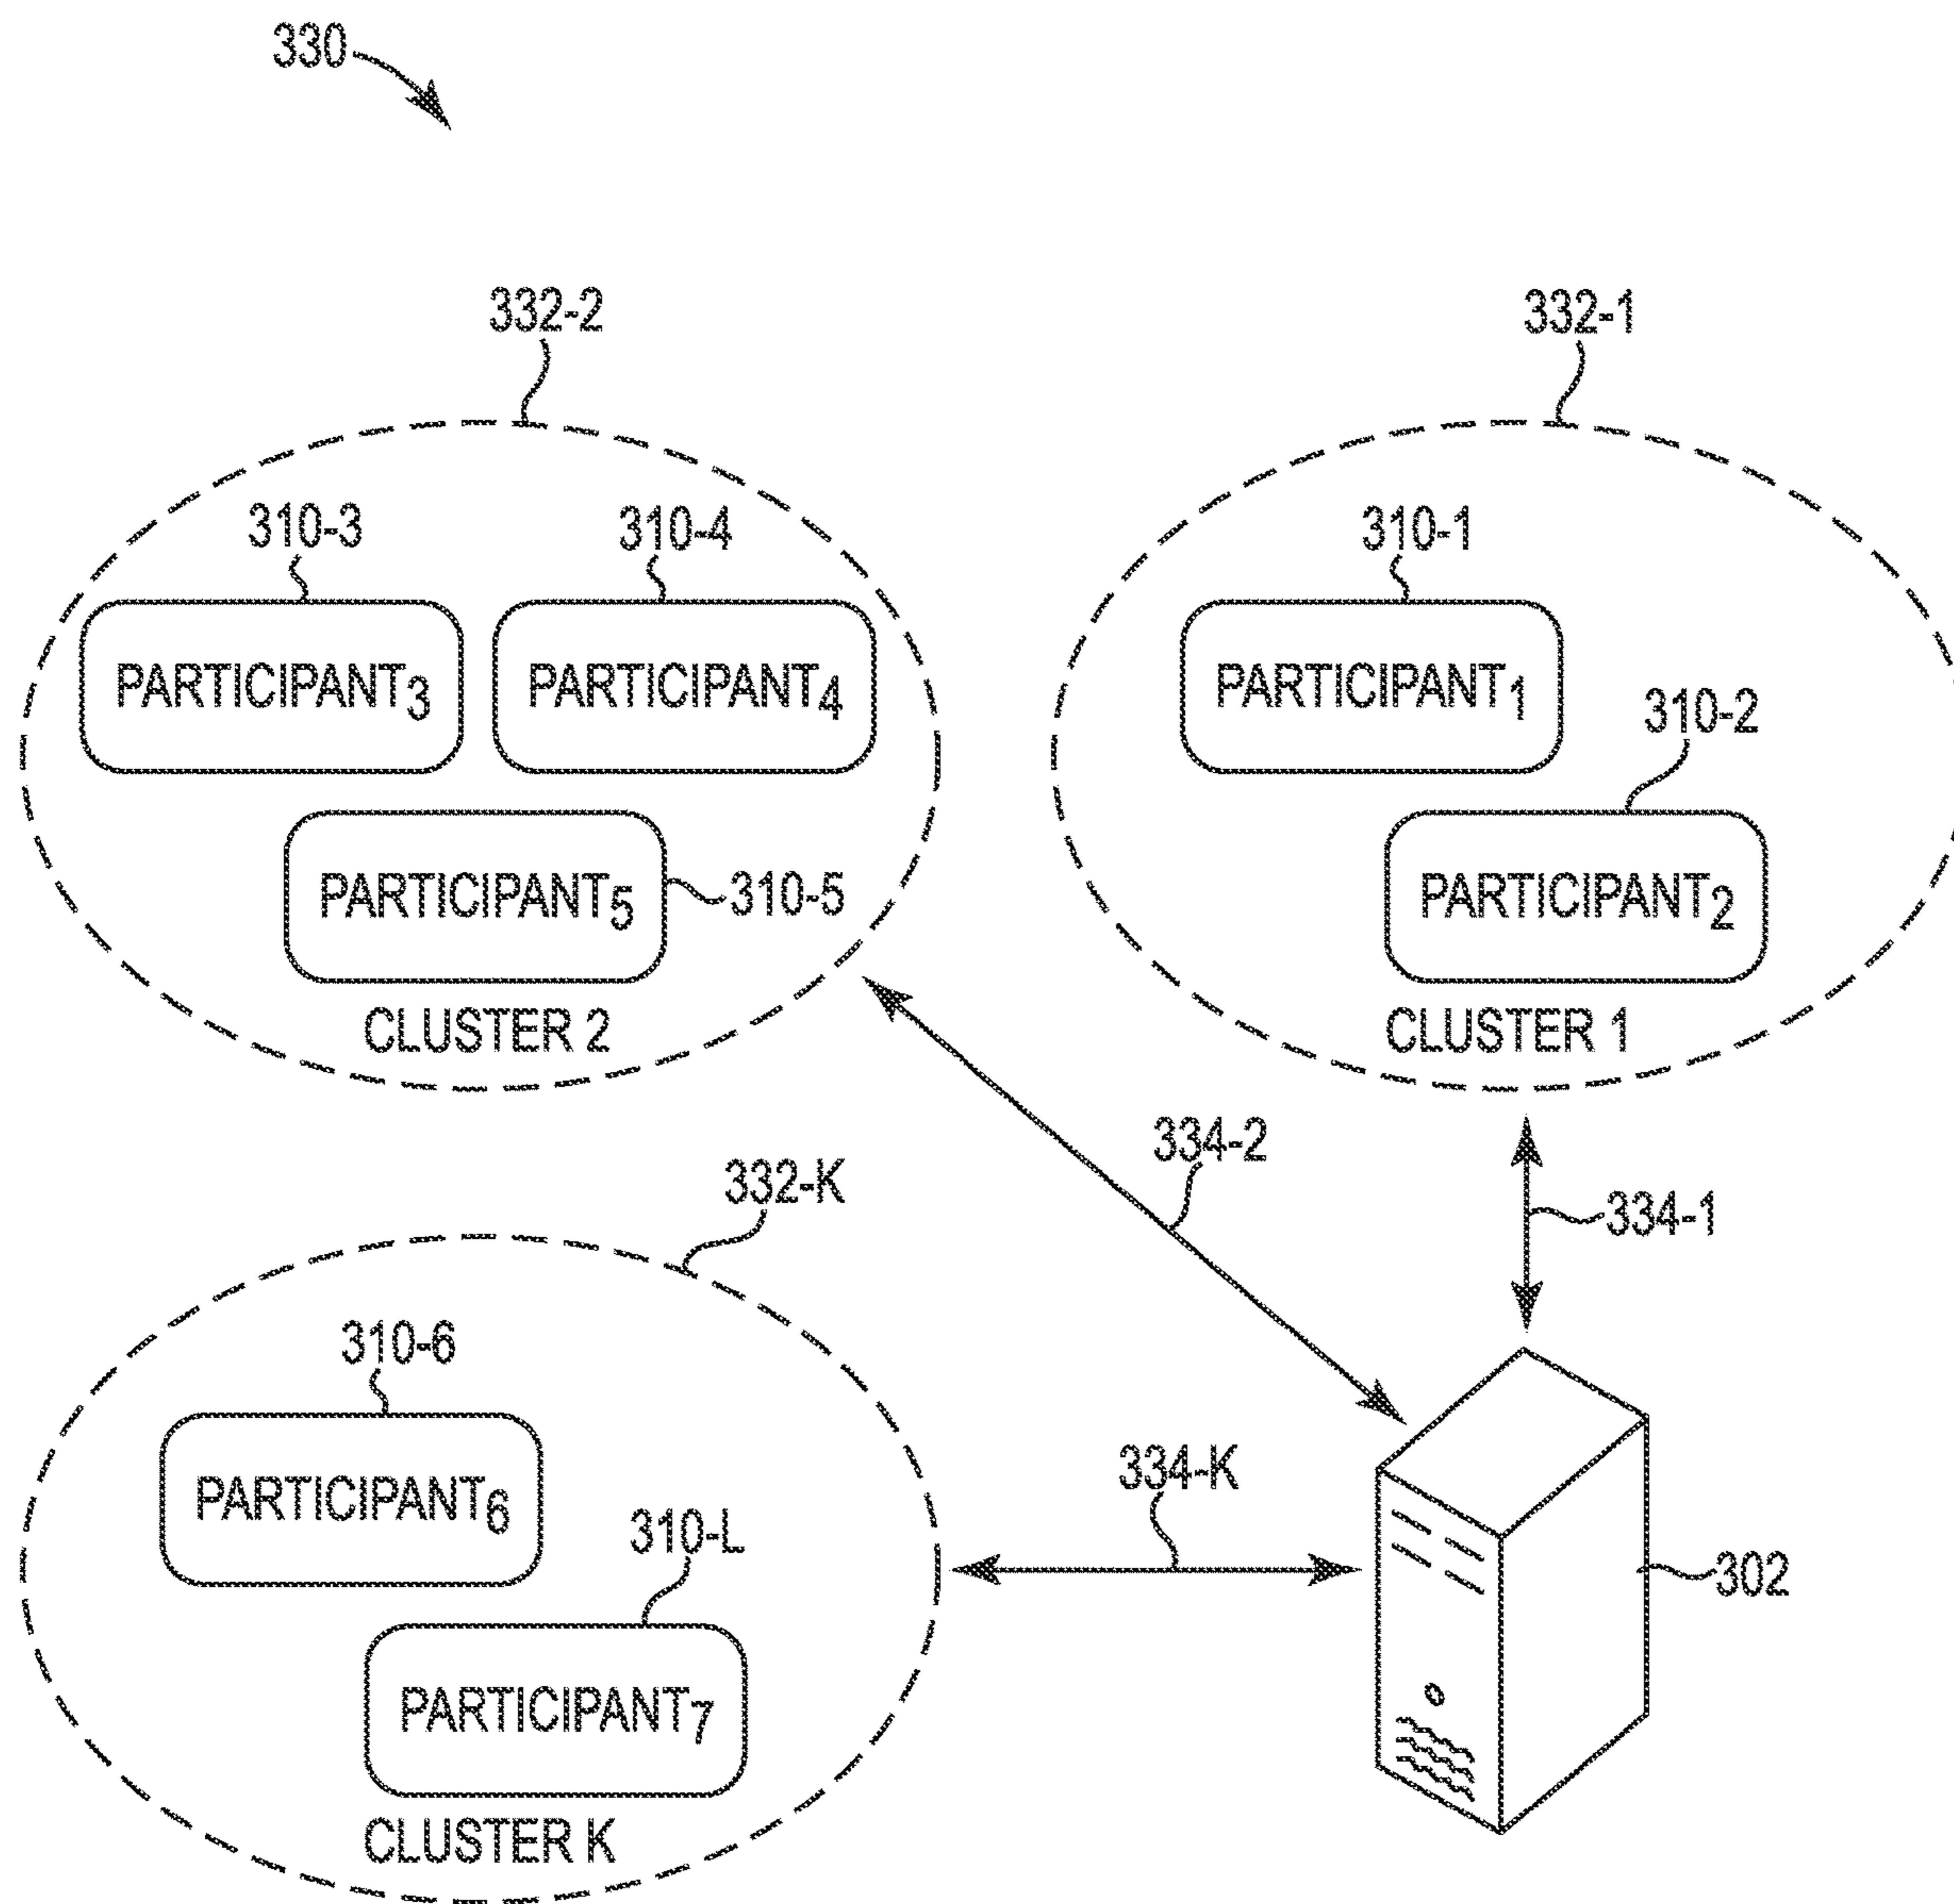 330
332-2
332-1
310-3
310-4
310-1
PARTICIPANT3
PARTICIPANT4
PARTICIPANT1
310-2
PARTICIPANT5
310-5
PARTICIPANT2
CLUSTER 2
CLUSTER 1
334-2
332-K
334-1
310-6
334-K
PARTICIPANT6
310-L
302
PARTICIPANT7
CLUSTER K